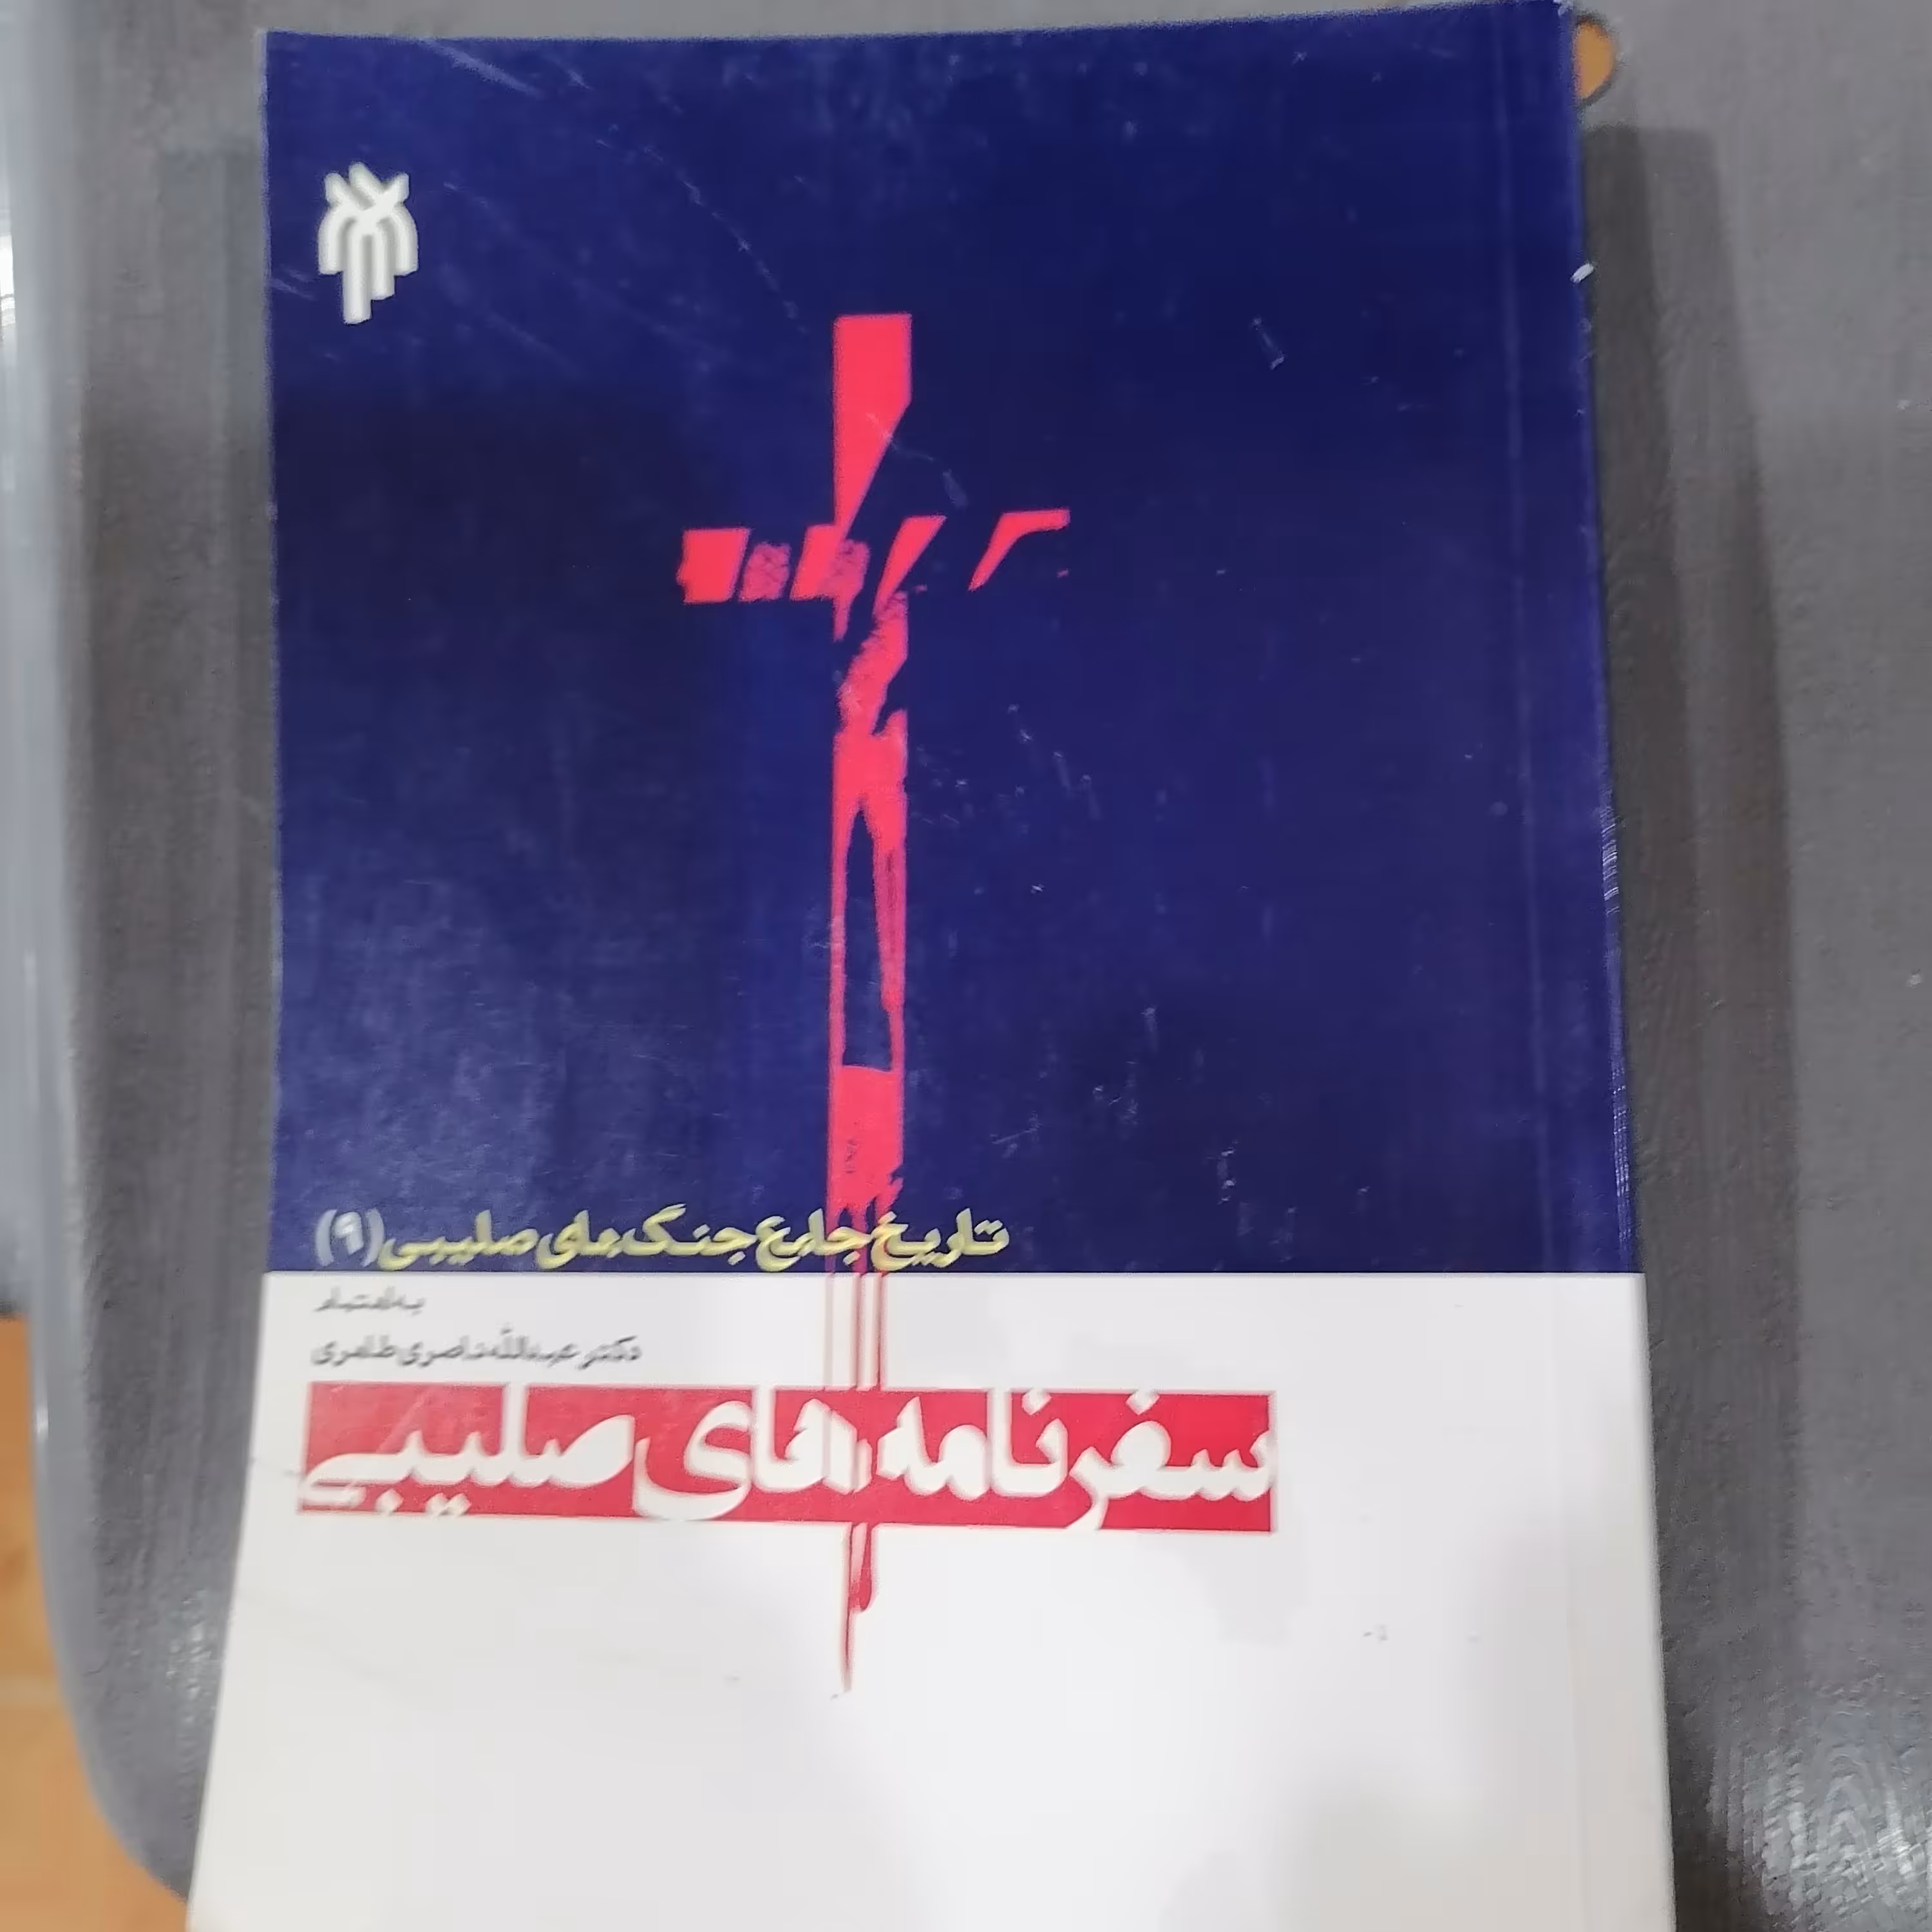 تاریخ جامع جنگ‌های صلیبی (۹)
به اهتمام
دکتر عبدالله ناصری طاهری
سفرنامه‌های صلیبی